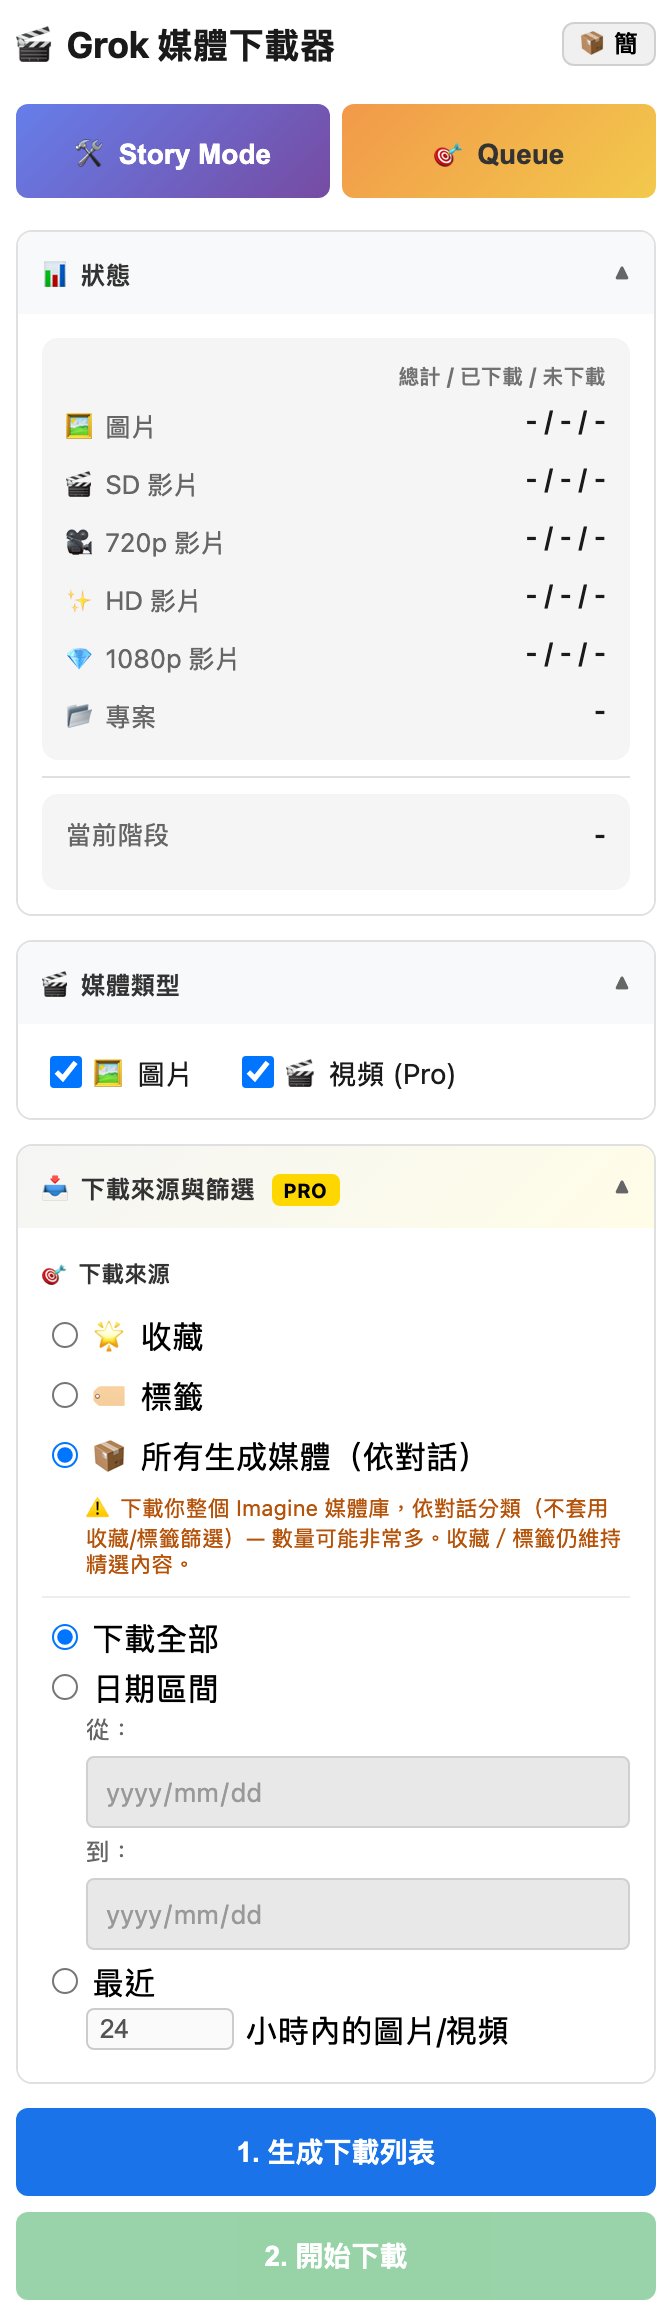 Grok 媒體下載器
簡
Story Mode
Queue
狀態
總計 / 已下載 / 未下載
圖片 - / - / -
SD 影片 - / - / -
720p 影片 - / - / -
HD 影片 - / - / -
1080p 影片 - / - / -
專案 -
當前階段 -
媒體類型
圖片 視頻 (Pro)
下載來源與篩選 PRO
下載來源
收藏
標籤
所有生成媒體（依對話）
下載你整個 Imagine 媒體庫，依對話分類（不套用
收藏/標籤篩選）— 數量可能非常多。收藏 / 標籤仍維持
精選內容。
下載全部
日期區間
從：
yyyy/mm/dd
到：
yyyy/mm/dd
最近
24 小時內的圖片/視頻
1. 生成下載列表
2. 開始下載